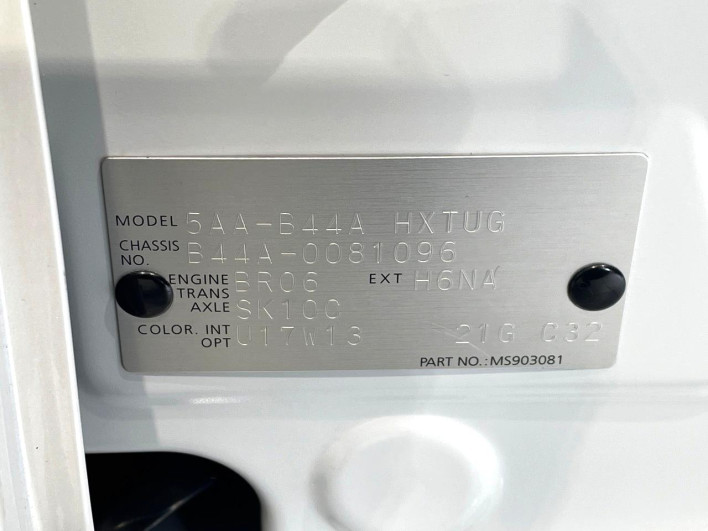 MODEL 5AA-B44A HXTUG
CHASSIS NO. B44A-0081096
ENGINE BR06 EXT H6NA
TRANS AXLE SK10C
COLOR. INT OPT U17W13 21G C32
PART NO.: MS903081